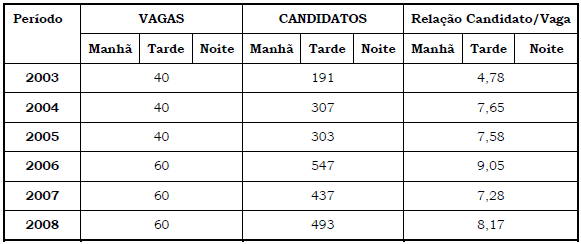 Período VAGAS CANDIDATOS Relação Candidato/Vaga
Manhã Tarde Noite Manhã Tarde Noite Manhã Tarde Noite
2003 40 191 4,78
2004 40 307 7,65
2005 40 303 7,58
2006 60 547 9,05
2007 60 437 7,28
2008 60 493 8,17